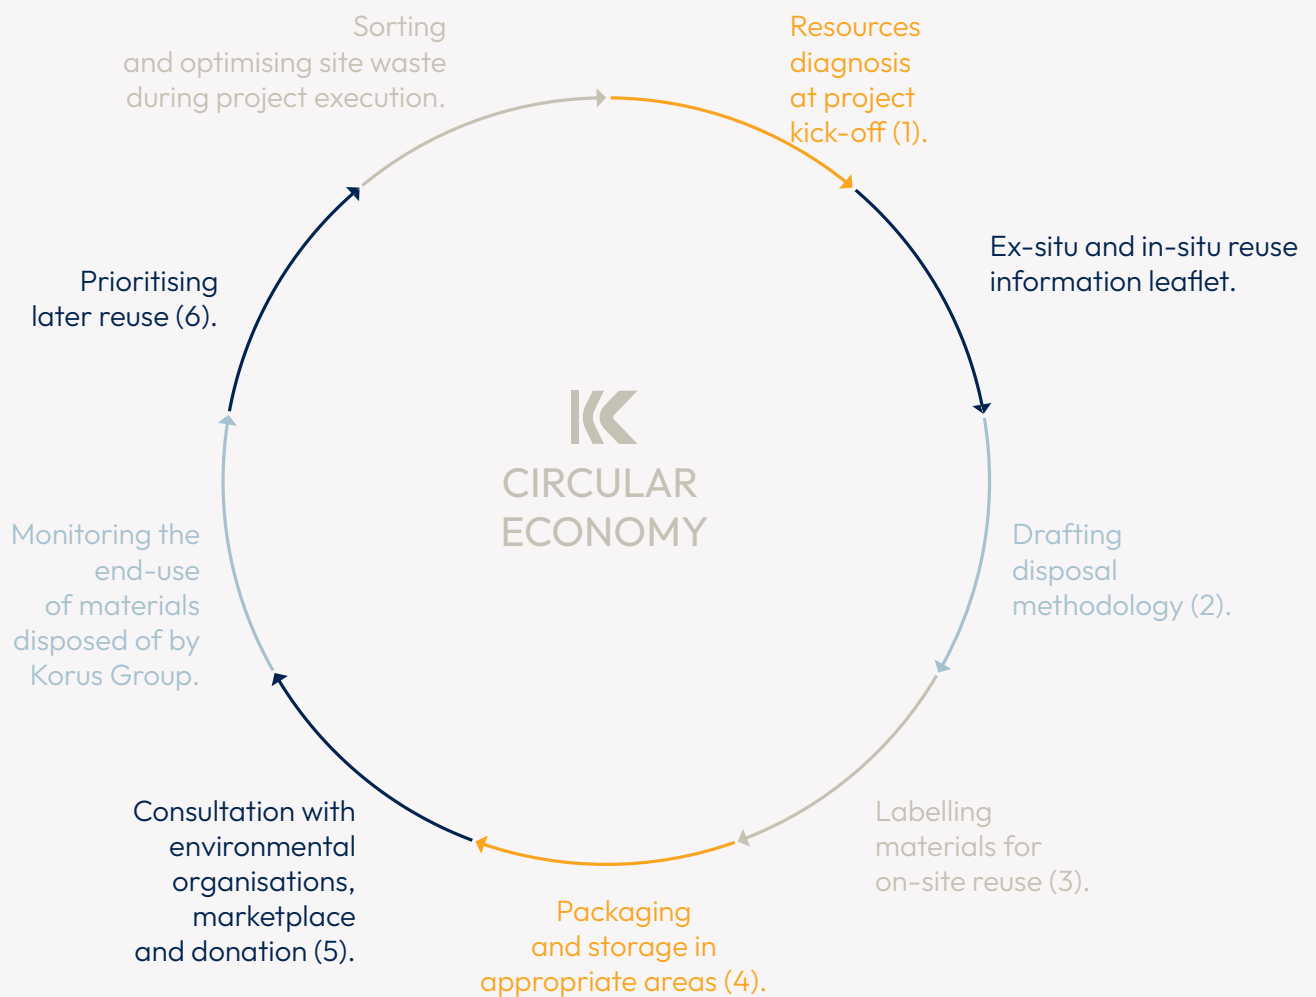 Sorting
and optimising site waste
during project execution.
Resources
diagnosis
at project
kick-off (1).
Ex-situ and in-situ reuse
information leaflet.
Prioritising
later reuse (6).
CIRCULAR
ECONOMY
Drafting
disposal
methodology (2).
Monitoring the
end-use
of materials
disposed of by
Korus Group.
Labelling
materials for
on-site reuse (3).
Packaging
and storage in
appropriate areas (4).
Consultation with
environmental
organisations,
marketplace
and donation (5).